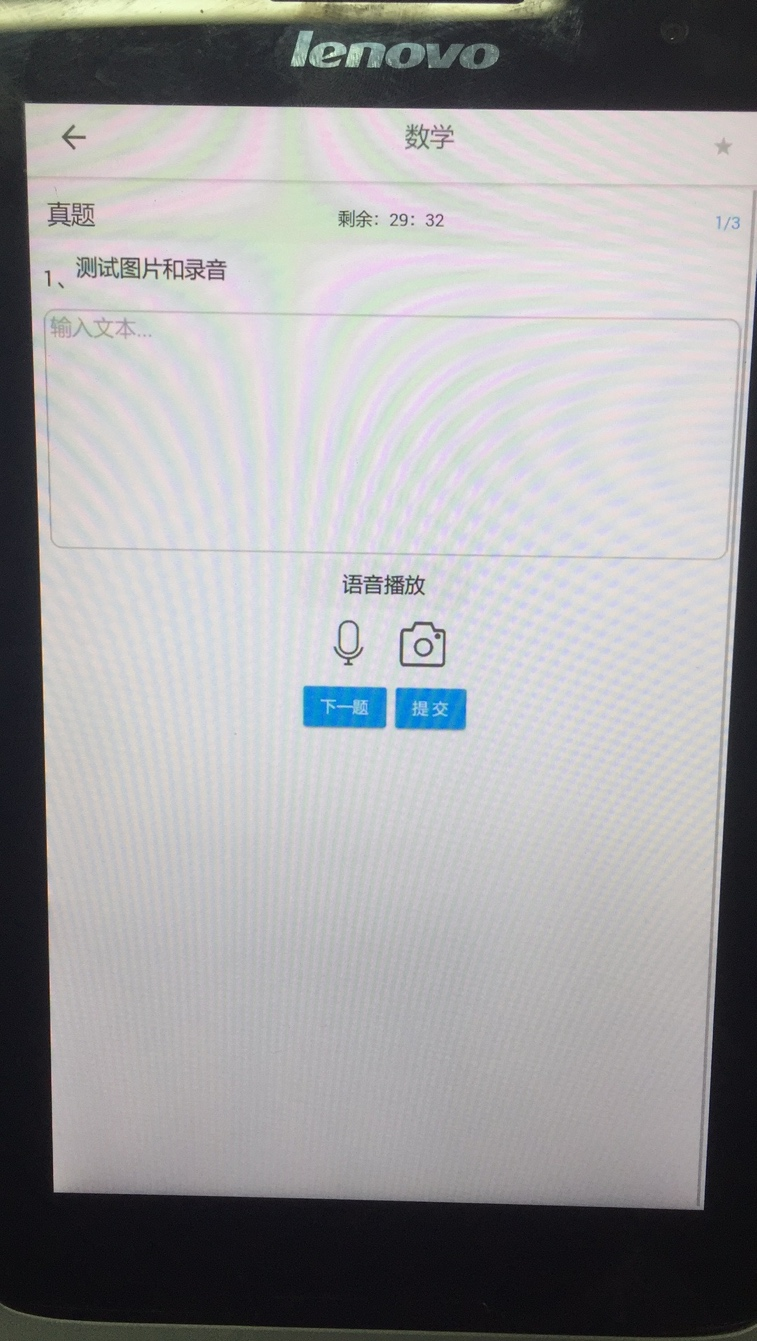 lenovo
数学
真题 剩余：29：32 1/3
1、测试图片和录音
输入文本...
语音播放
下一题 提交